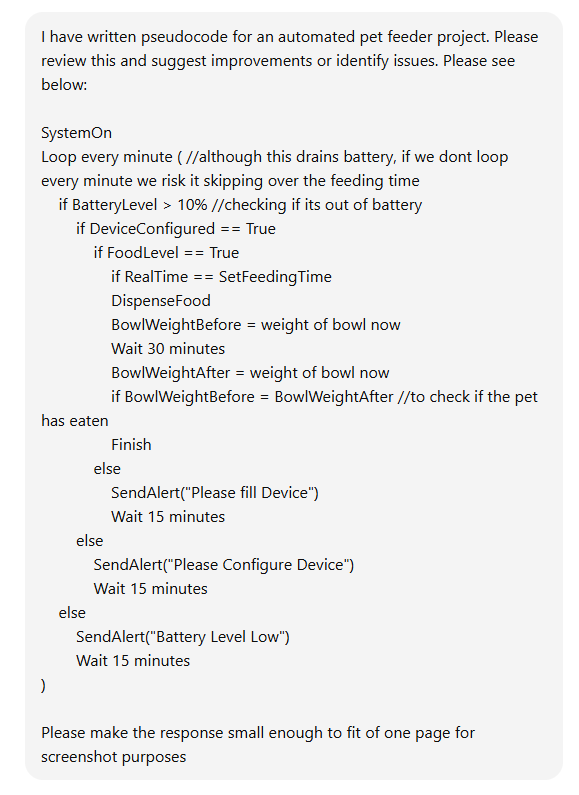 I have written pseudocode for an automated pet feeder project. Please
review this and suggest improvements or identify issues. Please see
below:
SystemOn
Loop every minute ( //although this drains battery, if we dont loop
every minute we risk it skipping over the feeding time
if BatteryLevel > 10% //checking if its out of battery
if DeviceConfigured == True
if FoodLevel == True
if RealTime == SetFeedingTime
DispenseFood
BowlWeightBefore = weight of bowl now
Wait 30 minutes
BowlWeightAfter = weight of bowl now
if BowlWeightBefore = BowlWeightAfter //to check if the pet
has eaten
Finish
else
SendAlert("Please fill Device")
Wait 15 minutes
else
SendAlert("Please Configure Device")
Wait 15 minutes
else
SendAlert("Battery Level Low")
Wait 15 minutes
)
Please make the response small enough to fit of one page for
screenshot purposes